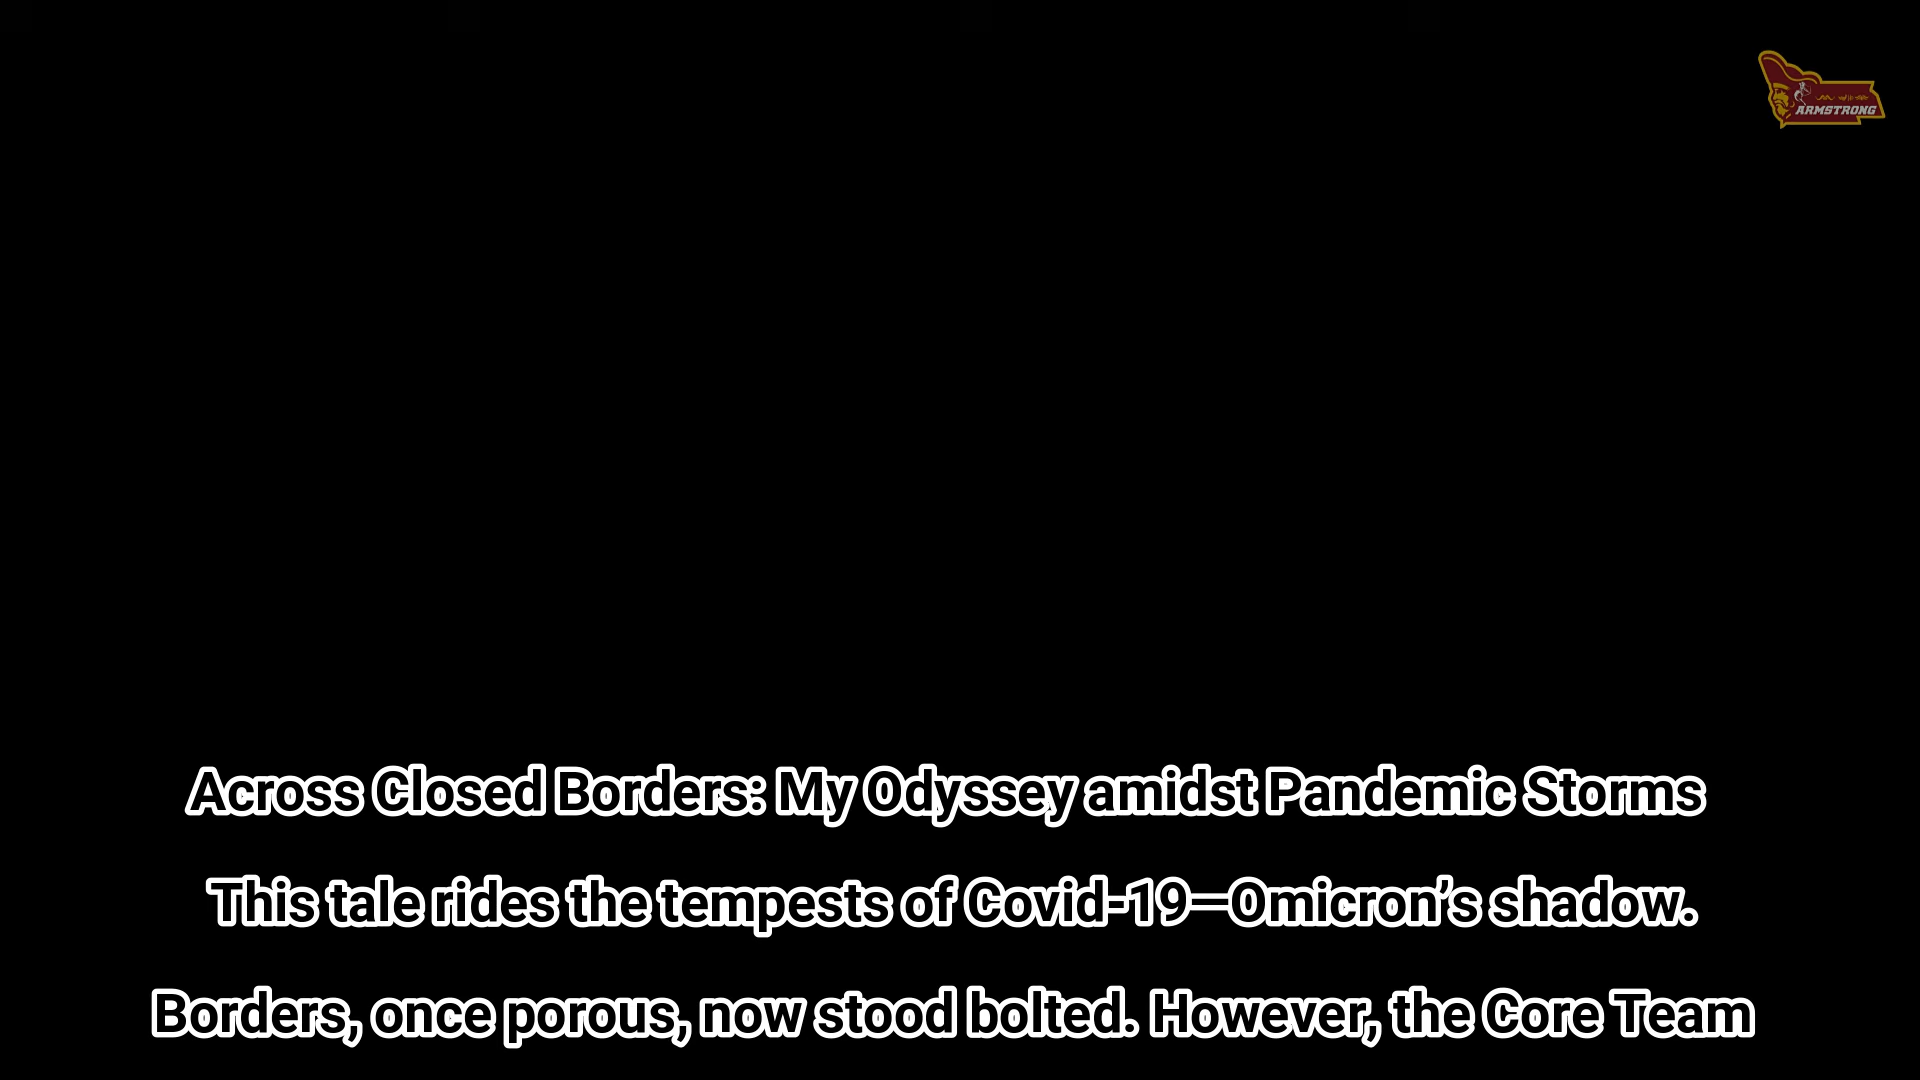 ARMSTRONG
Across Closed Borders: My Odyssey amidst Pandemic Storms
This tale rides the tempests of Covid-19—Omicron’s shadow.
Borders, once porous, now stood bolted. However, the Core Team